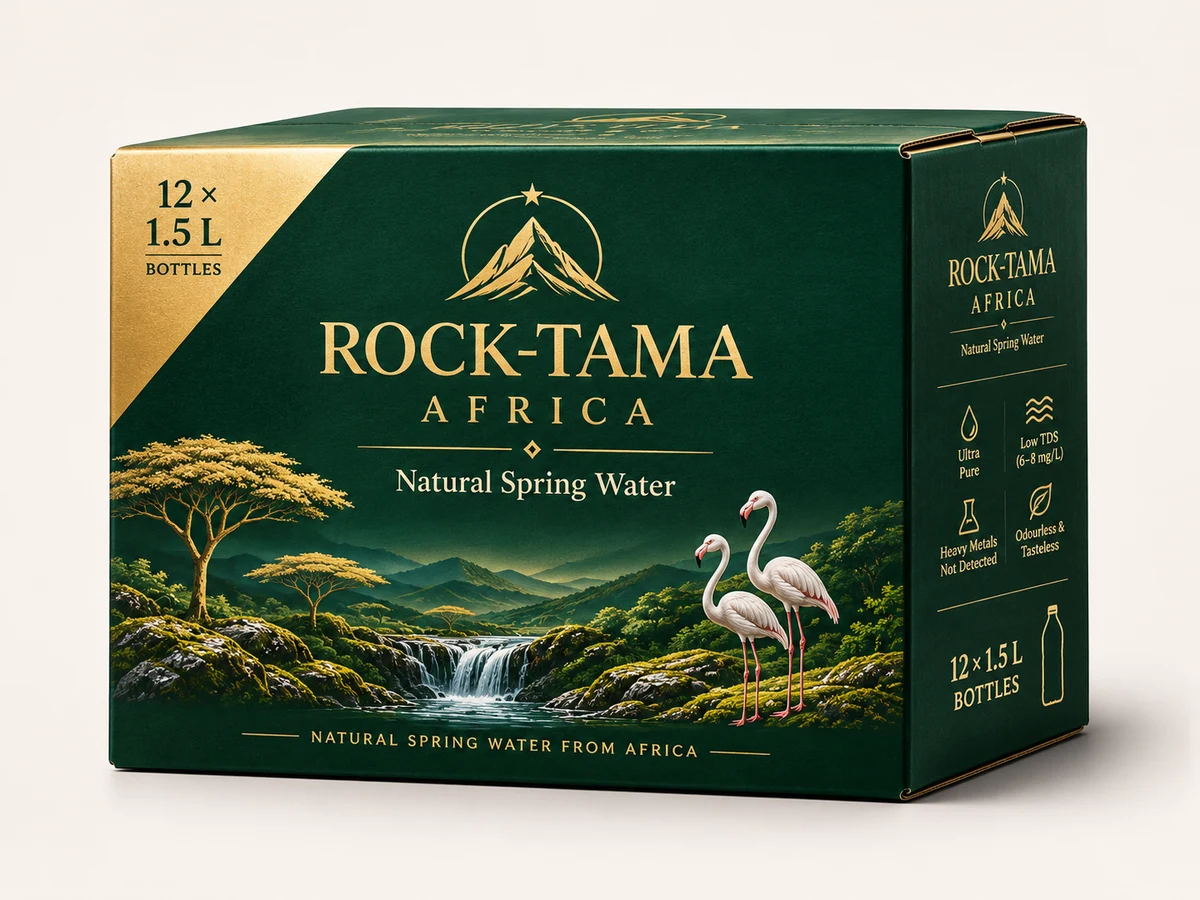 12 ×
1.5 L
BOTTLES
ROCK-TAMA
AFRICA
Natural Spring Water
NATURAL SPRING WATER FROM AFRICA
ROCK-TAMA
AFRICA
Natural Spring Water
Ultra
Pure
Low TDS
(6–8 mg/L)
Heavy Metals
Not Detected
Odourless &
Tasteless
12 × 1.5 L
BOTTLES